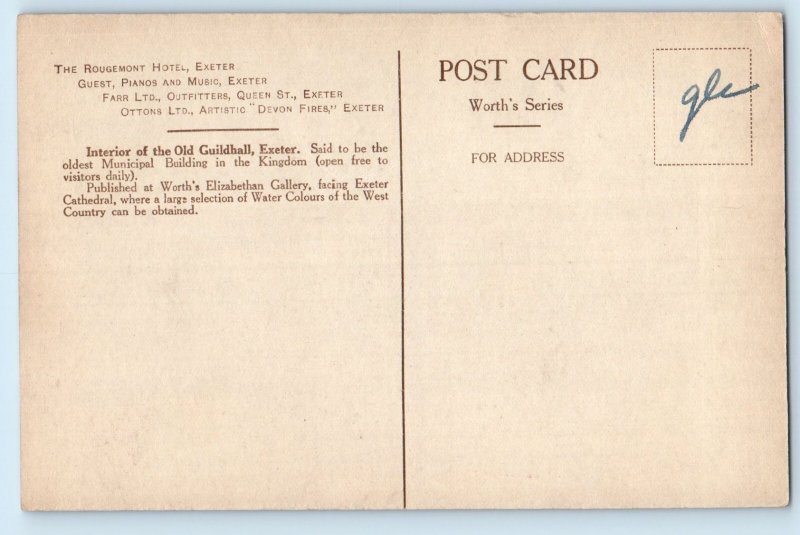 THE ROUGEMONT HOTEL, EXETER
GUEST, PIANOS AND MUSIC, EXETER
FARR LTD., OUTFITTERS, QUEEN ST., EXETER
OTTONS LTD., ARTISTIC "DEVON FIRES," EXETER
Interior of the Old Guildhall, Exeter. Said to be the
oldest Municipal Building in the Kingdom (open free to
visitors daily).
Published at Worth's Elizabethan Gallery, facing Exeter
Cathedral, where a large selection of Water Colours of the West
Country can be obtained.
POST CARD
Worth's Series
FOR ADDRESS